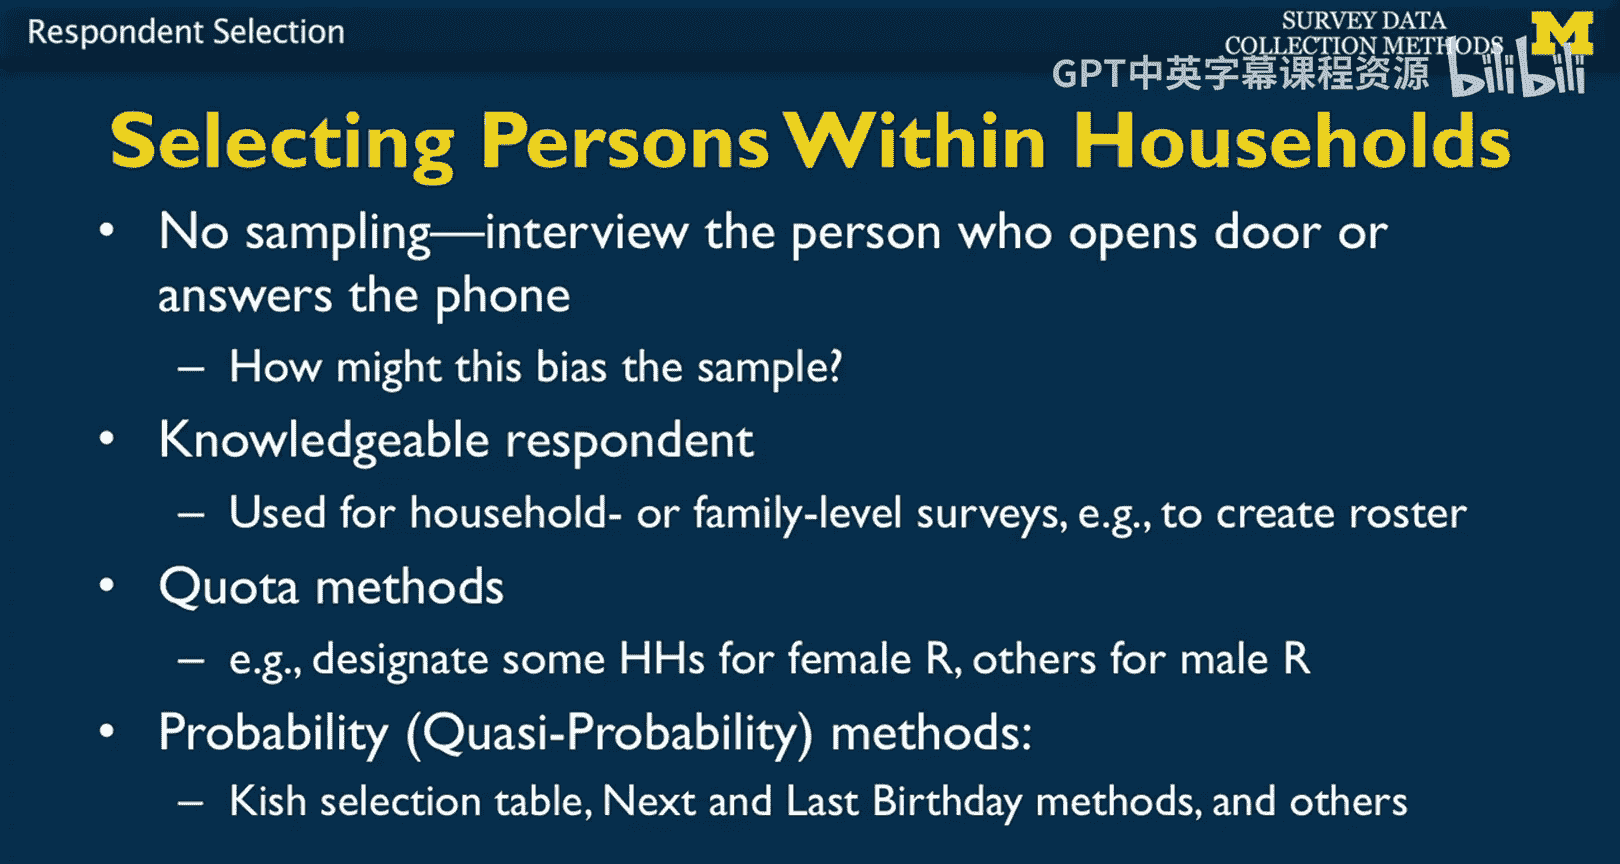 Respondent Selection
SURVEY DATA
COLLECTION METHODS
M
GPT中英字幕课程资源
bilibili
Selecting Persons Within Households
• No sampling—interview the person who opens door or
answers the phone
– How might this bias the sample?
• Knowledgeable respondent
– Used for household- or family-level surveys, e.g., to create roster
• Quota methods
– e.g., designate some HHs for female R, others for male R
• Probability (Quasi-Probability) methods:
– Kish selection table, Next and Last Birthday methods, and others